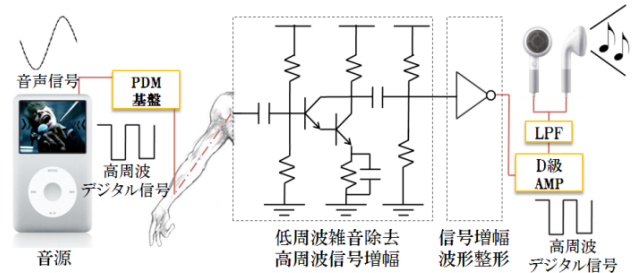 音声信号
PDM
基盤
高周波
デジタル信号
音源
低周波雑音除去
高周波信号増幅
信号増幅
波形整形
LPF
D級
AMP
高周波
デジタル信号